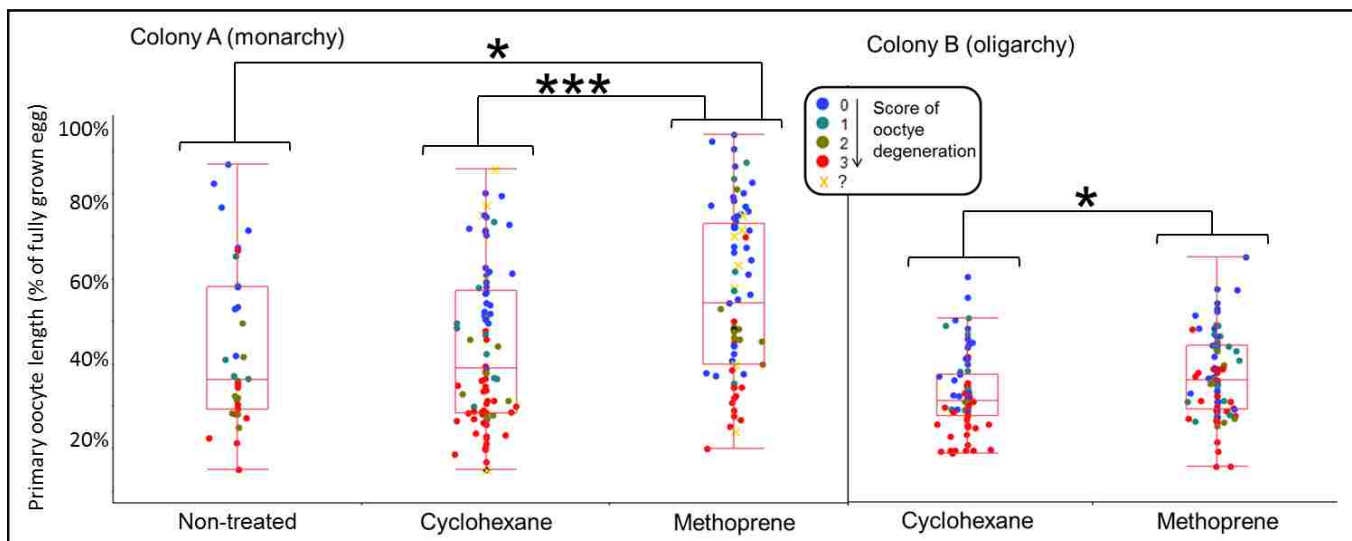 Colony A (monarchy)
Colony B (oligarchy)
*
***
*
0
1
2
3
?
Score of
ooctye
degeneration
Primary oocyte length (% of fully grown egg)
100%
80%
60%
40%
20%
Non-treated
Cyclohexane
Methoprene
Cyclohexane
Methoprene